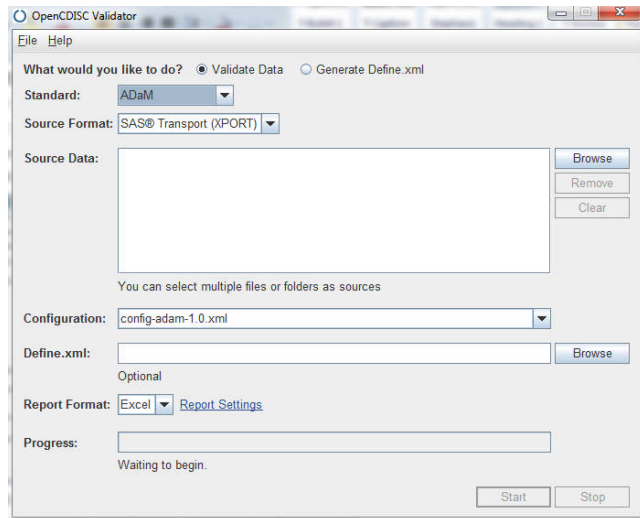 OpenCDISC Validator
File Help
What would you like to do? Validate Data Generate Define.xml
Standard: ADaM
Source Format: SAS® Transport (XPORT)
Source Data: Browse
Remove
Clear
You can select multiple files or folders as sources
Configuration: config-adam-1.0.xml
Define.xml: Browse
Optional
Report Format: Excel Report Settings
Progress:
Waiting to begin.
Start Stop